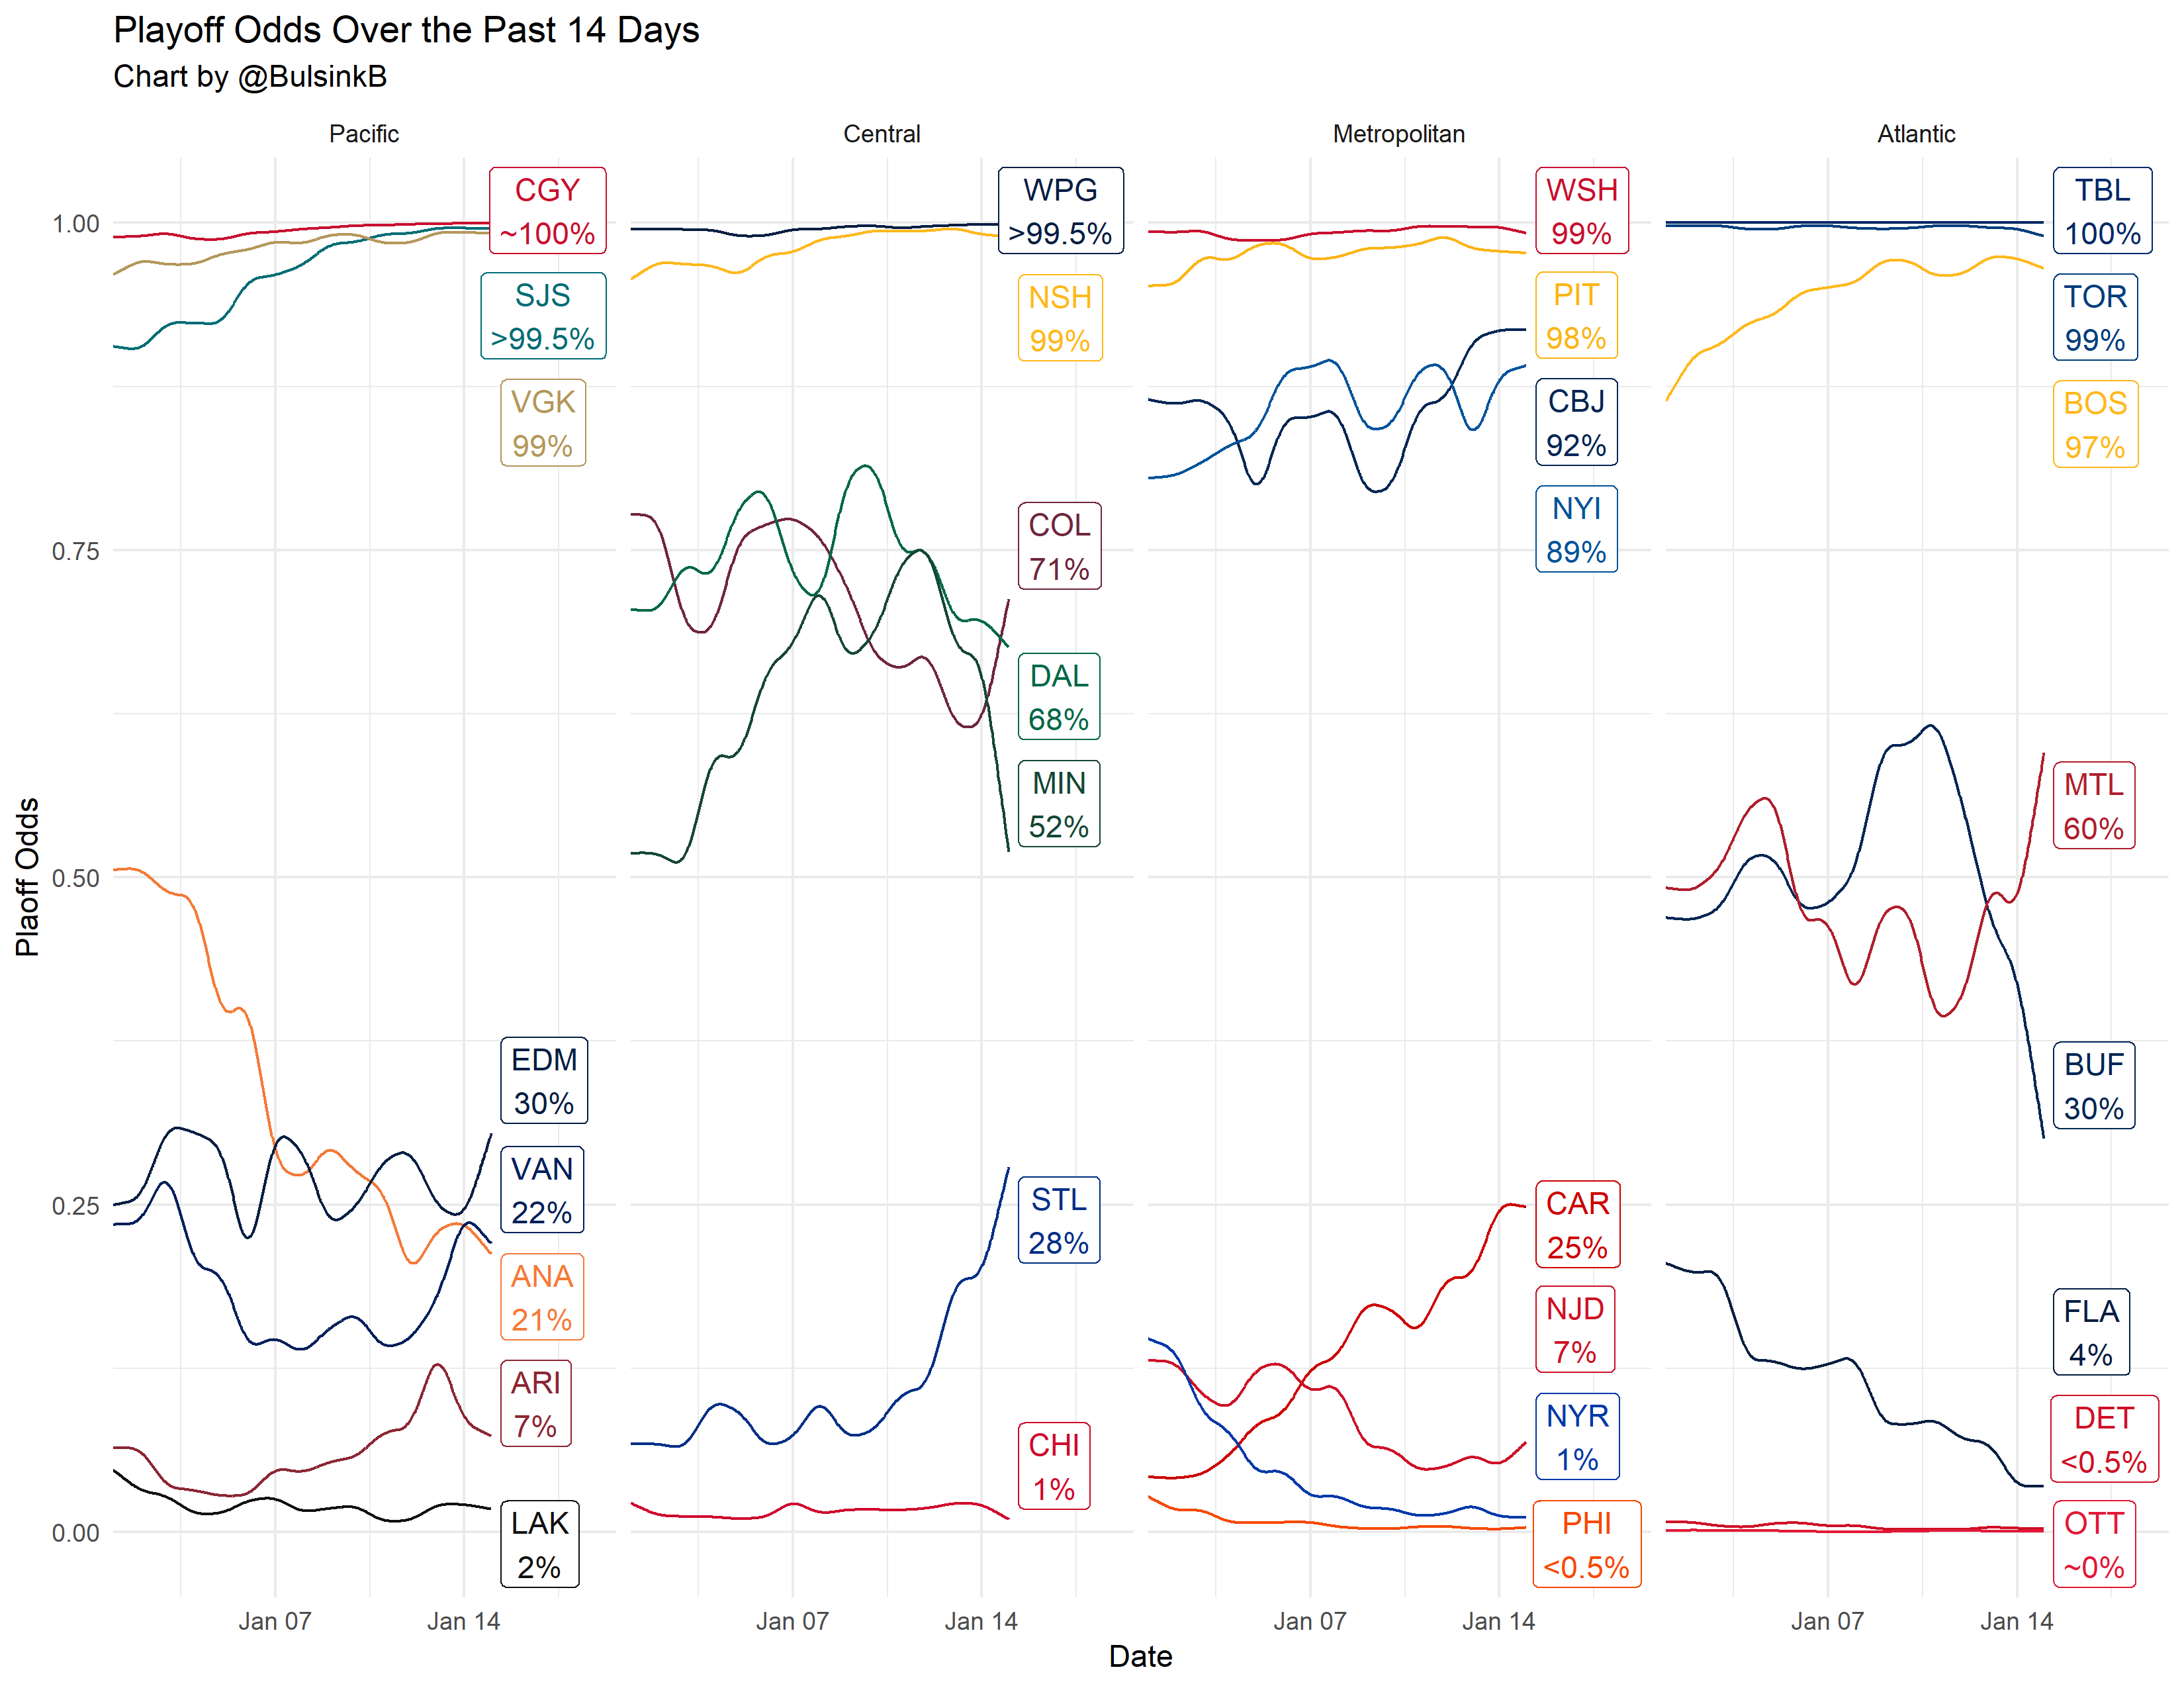 Playoff Odds Over the Past 14 Days
Chart by @BulsinkB
Pacific
Central
Metropolitan
Atlantic
Plaoff Odds
1.00
0.75
0.50
0.25
0.00
CGY
~100%
SJS
>99.5%
VGK
99%
EDM
30%
VAN
22%
ANA
21%
ARI
7%
LAK
2%
WPG
>99.5%
NSH
99%
COL
71%
DAL
68%
MIN
52%
STL
28%
CHI
1%
WSH
99%
PIT
98%
CBJ
92%
NYI
89%
CAR
25%
NJD
7%
NYR
1%
PHI
<0.5%
TBL
100%
TOR
99%
BOS
97%
MTL
60%
BUF
30%
FLA
4%
DET
<0.5%
OTT
~0%
Jan 07
Jan 14
Jan 07
Jan 14
Jan 07
Jan 14
Jan 07
Jan 14
Date